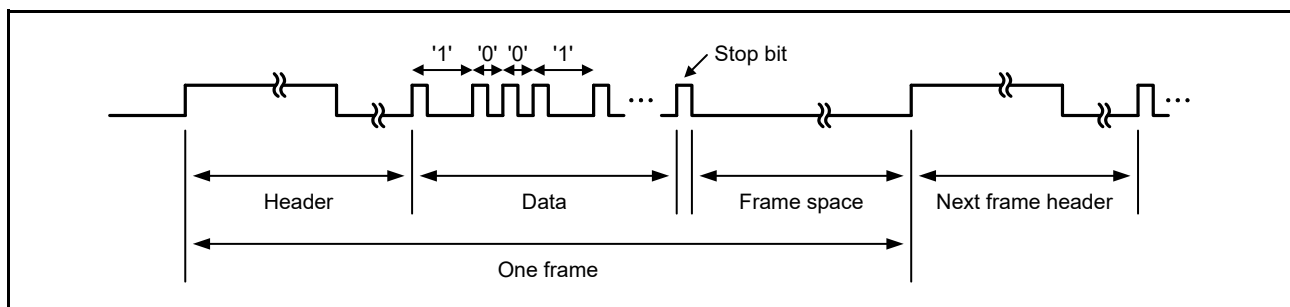 '1' '0' '0' '1' Stop bit
...
...
Header Data Frame space Next frame header
One frame